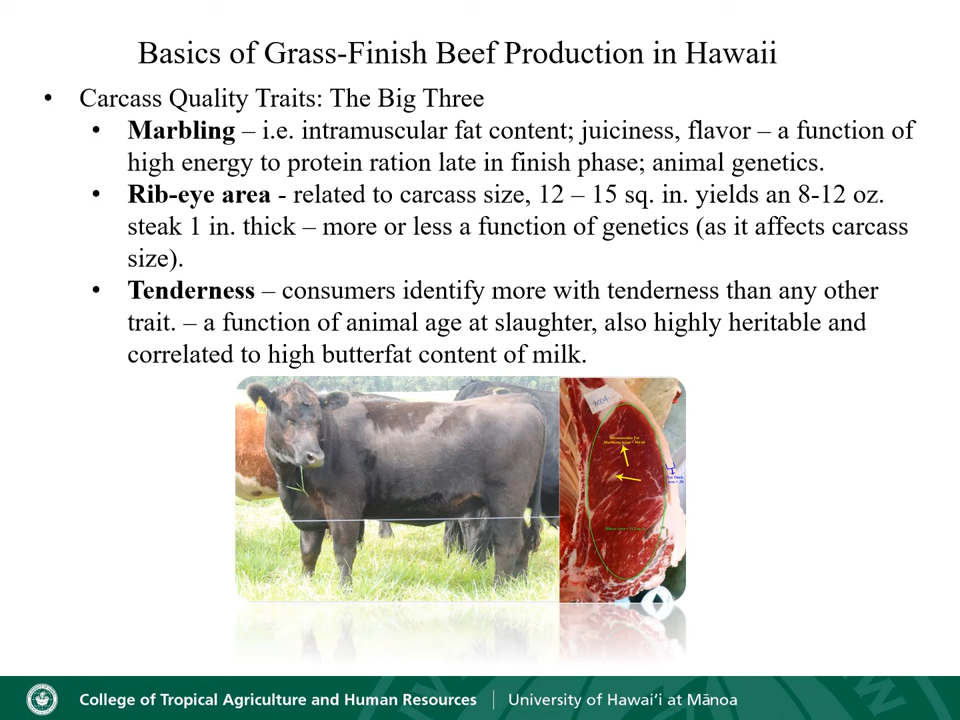 Basics of Grass-Finish Beef Production in Hawaii
• Carcass Quality Traits: The Big Three
• Marbling – i.e. intramuscular fat content; juiciness, flavor – a function of
high energy to protein ration late in finish phase; animal genetics.
• Rib-eye area - related to carcass size, 12 – 15 sq. in. yields an 8-12 oz.
steak 1 in. thick – more or less a function of genetics (as it affects carcass
size).
• Tenderness – consumers identify more with tenderness than any other
trait. – a function of animal age at slaughter, also highly heritable and
correlated to high butterfat content of milk.
Intramuscular Fat
College of Tropical Agriculture and Human Resources | University of Hawaiʻi at Mānoa